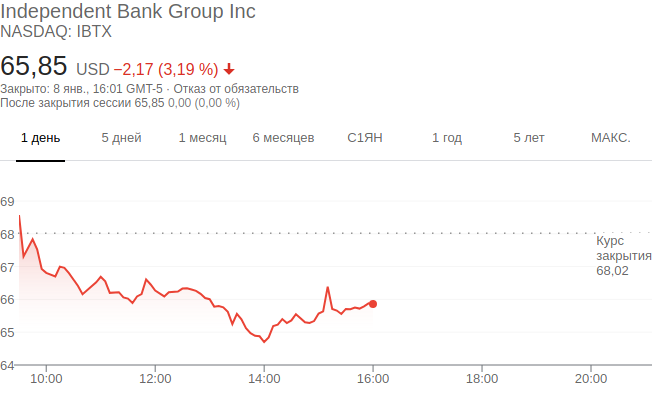 Independent Bank Group Inc
NASDAQ: IBTX
65,85 USD −2,17 (3,19 %)
Закрыто: 8 янв., 16:01 GMT-5 · Отказ от обязательств
После закрытия сессии 65,85 0,00 (0,00 %)
1 день 5 дней 1 месяц 6 месяцев С1ЯН 1 год 5 лет МАКС.
69
68
Курс
закрытия
68,02
67
66
65
64
10:00 12:00 14:00 16:00 18:00 20:00